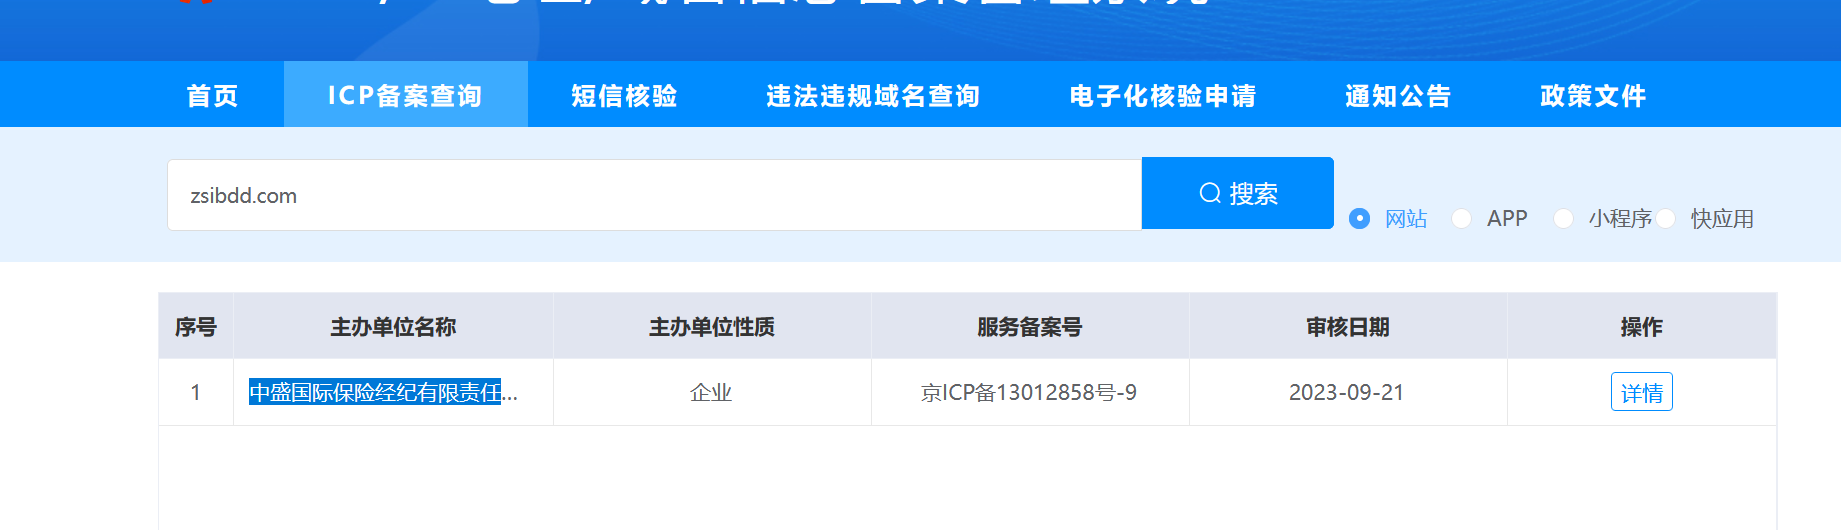 首页 ICP备案查询 短信核验 违法违规域名查询 电子化核验申请 通知公告 政策文件
zsibdd.com 搜索 网站 APP 小程序 快应用
序号 主办单位名称 主办单位性质 服务备案号 审核日期 操作
1 中盛国际保险经纪有限责任... 企业 京ICP备13012858号-9 2023-09-21 详情